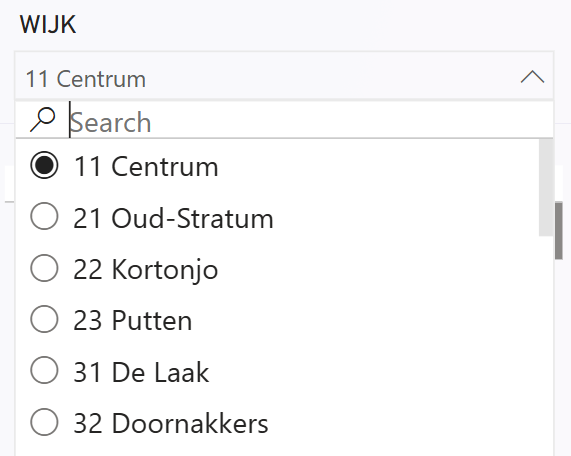 WIJK
11 Centrum
Search
11 Centrum
21 Oud-Stratum
22 Kortonjo
23 Putten
31 De Laak
32 Doornakkers